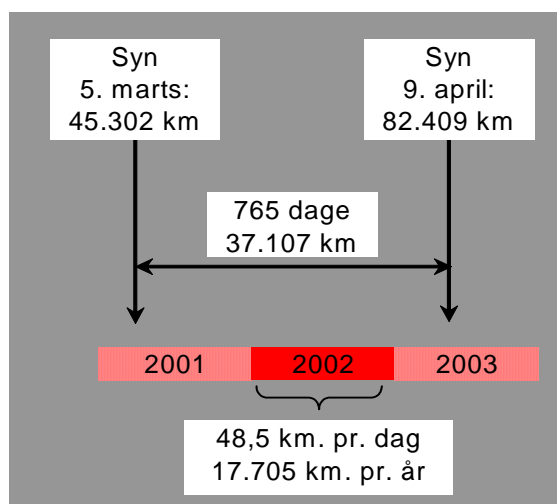 Syn
5. marts:
45.302 km
Syn
9. april:
82.409 km
765 dage
37.107 km
2001
2002
2003
48,5 km. pr. dag
17.705 km. pr. år